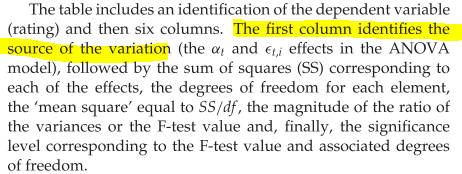 The table includes an identification of the dependent variable
(rating) and then six columns. The first column identifies the
source of the variation (the αₜ and ϵₜ,ᵢ effects in the ANOVA
model), followed by the sum of squares (SS) corresponding to
each of the effects, the degrees of freedom for each element,
the ‘mean square’ equal to SS/df, the magnitude of the ratio of
the variances or the F-test value and, finally, the significance
level corresponding to the F-test value and associated degrees
of freedom.